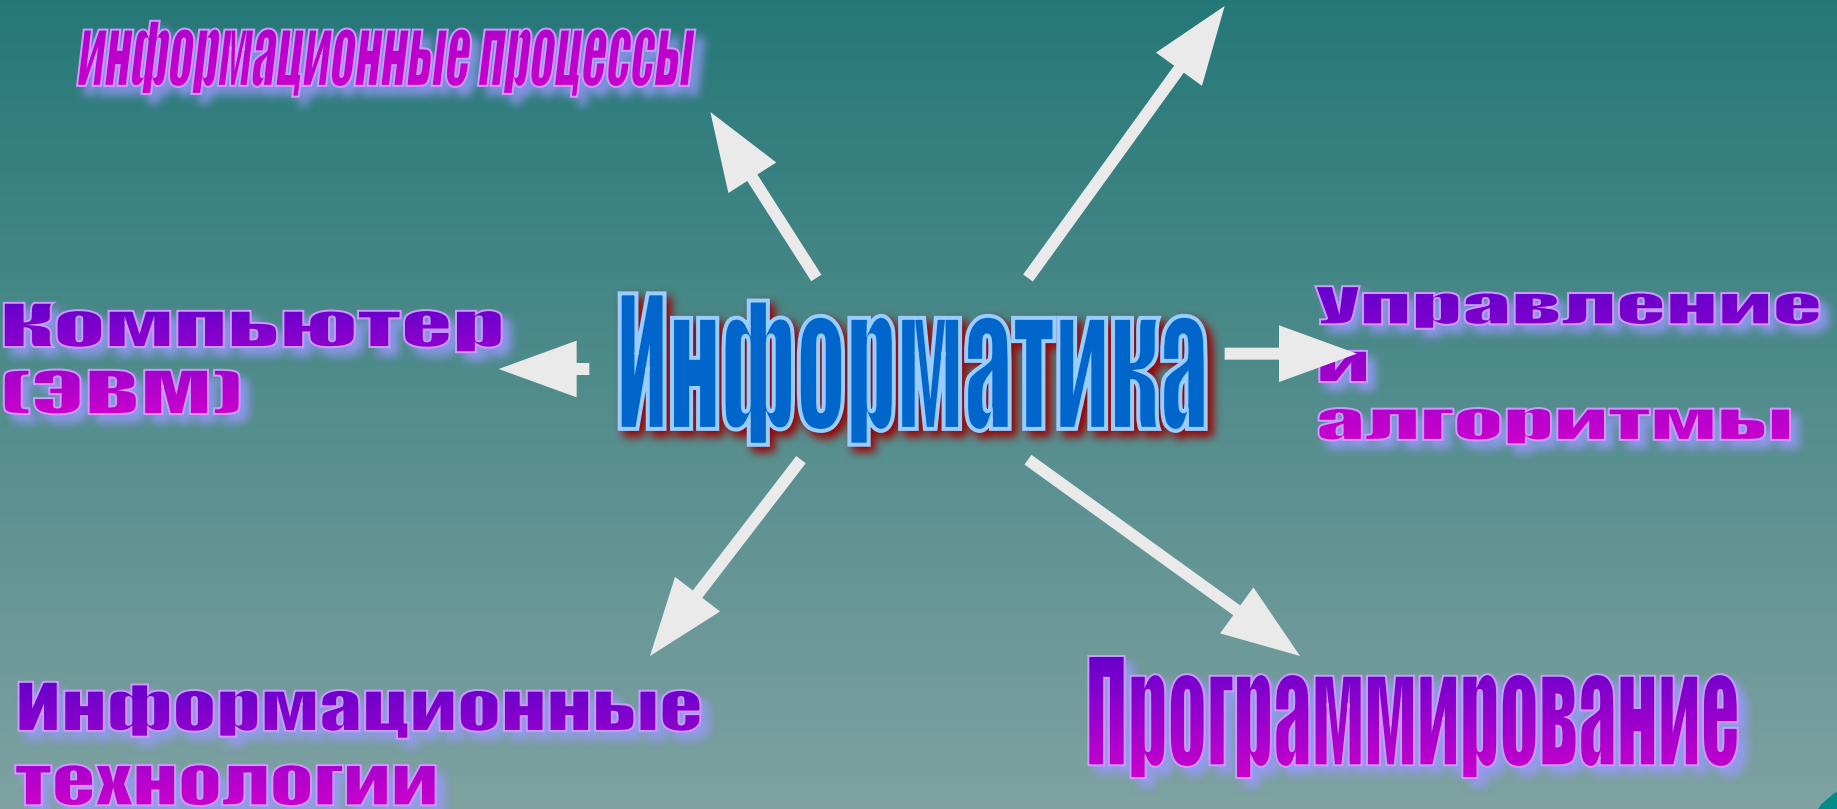 информационные процессы
Компьютер
(ЭВМ)
Информатика
Управление
и
алгоритмы
Информационные
технологии
Программирование